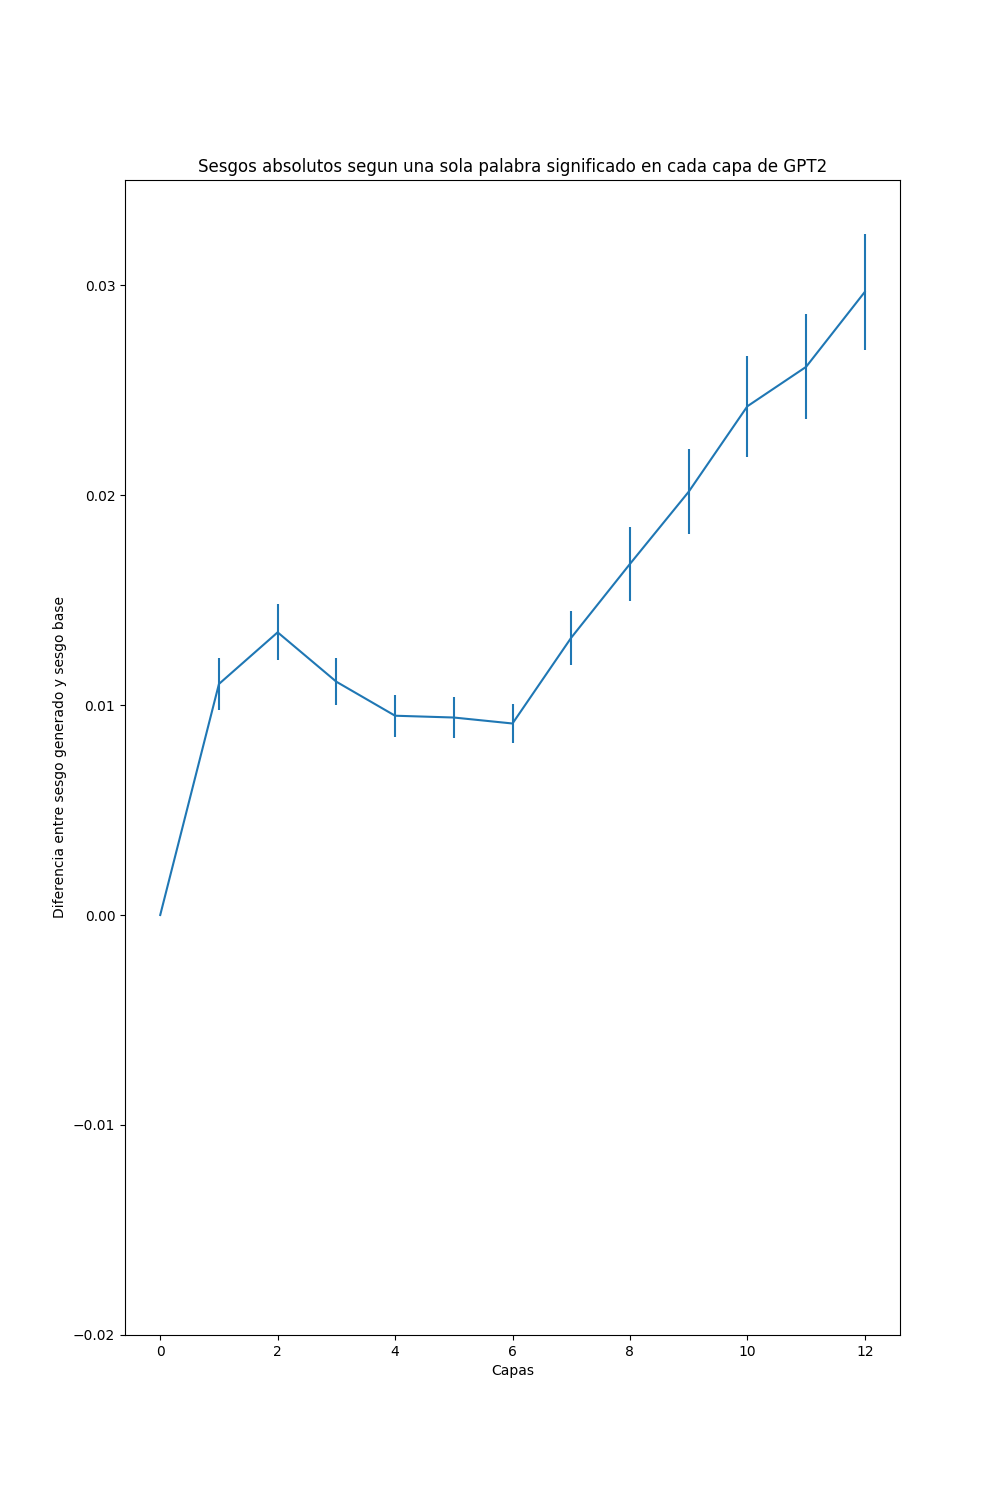 Sesgos absolutos segun una sola palabra significado en cada capa de GPT2
Diferencia entre sesgo generado y sesgo base
0.03
0.02
0.01
0.00
−0.01
−0.02
0 2 4 6 8 10 12
Capas